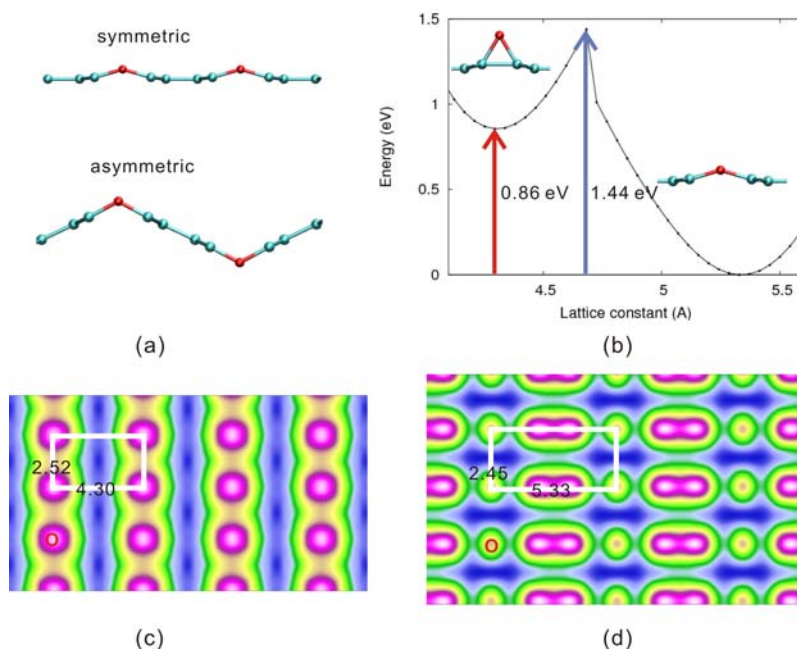 symmetric
asymmetric
(a)
1.5
1
0.5
0
Energy (eV)
0.86 eV
1.44 eV
4.5
5
5.5
Lattice constant (A)
(b)
2.52
4.30
O
(c)
2.45
5.33
O
(d)